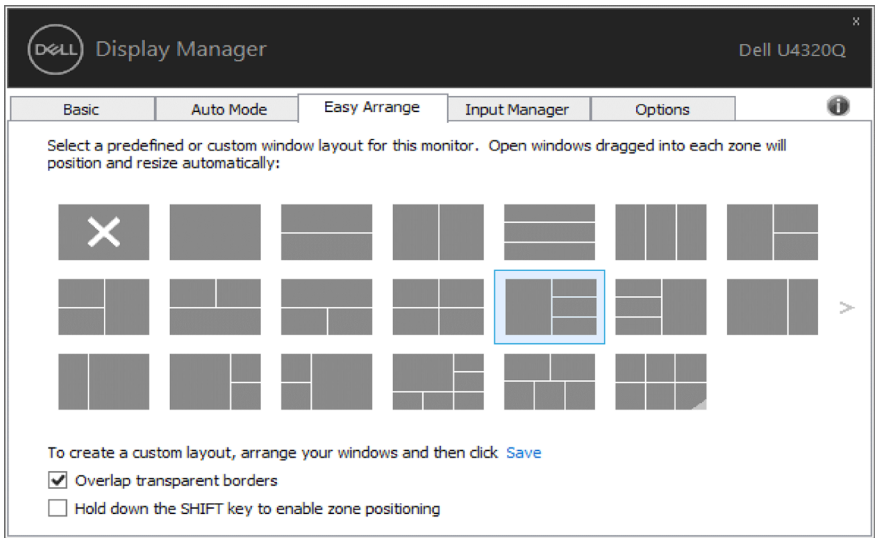 DELL Display Manager
x
Dell U4320Q
Basic Auto Mode Easy Arrange Input Manager Options
Select a predefined or custom window layout for this monitor. Open windows dragged into each zone will
position and resize automatically:
To create a custom layout, arrange your windows and then click Save
Overlap transparent borders
Hold down the SHIFT key to enable zone positioning